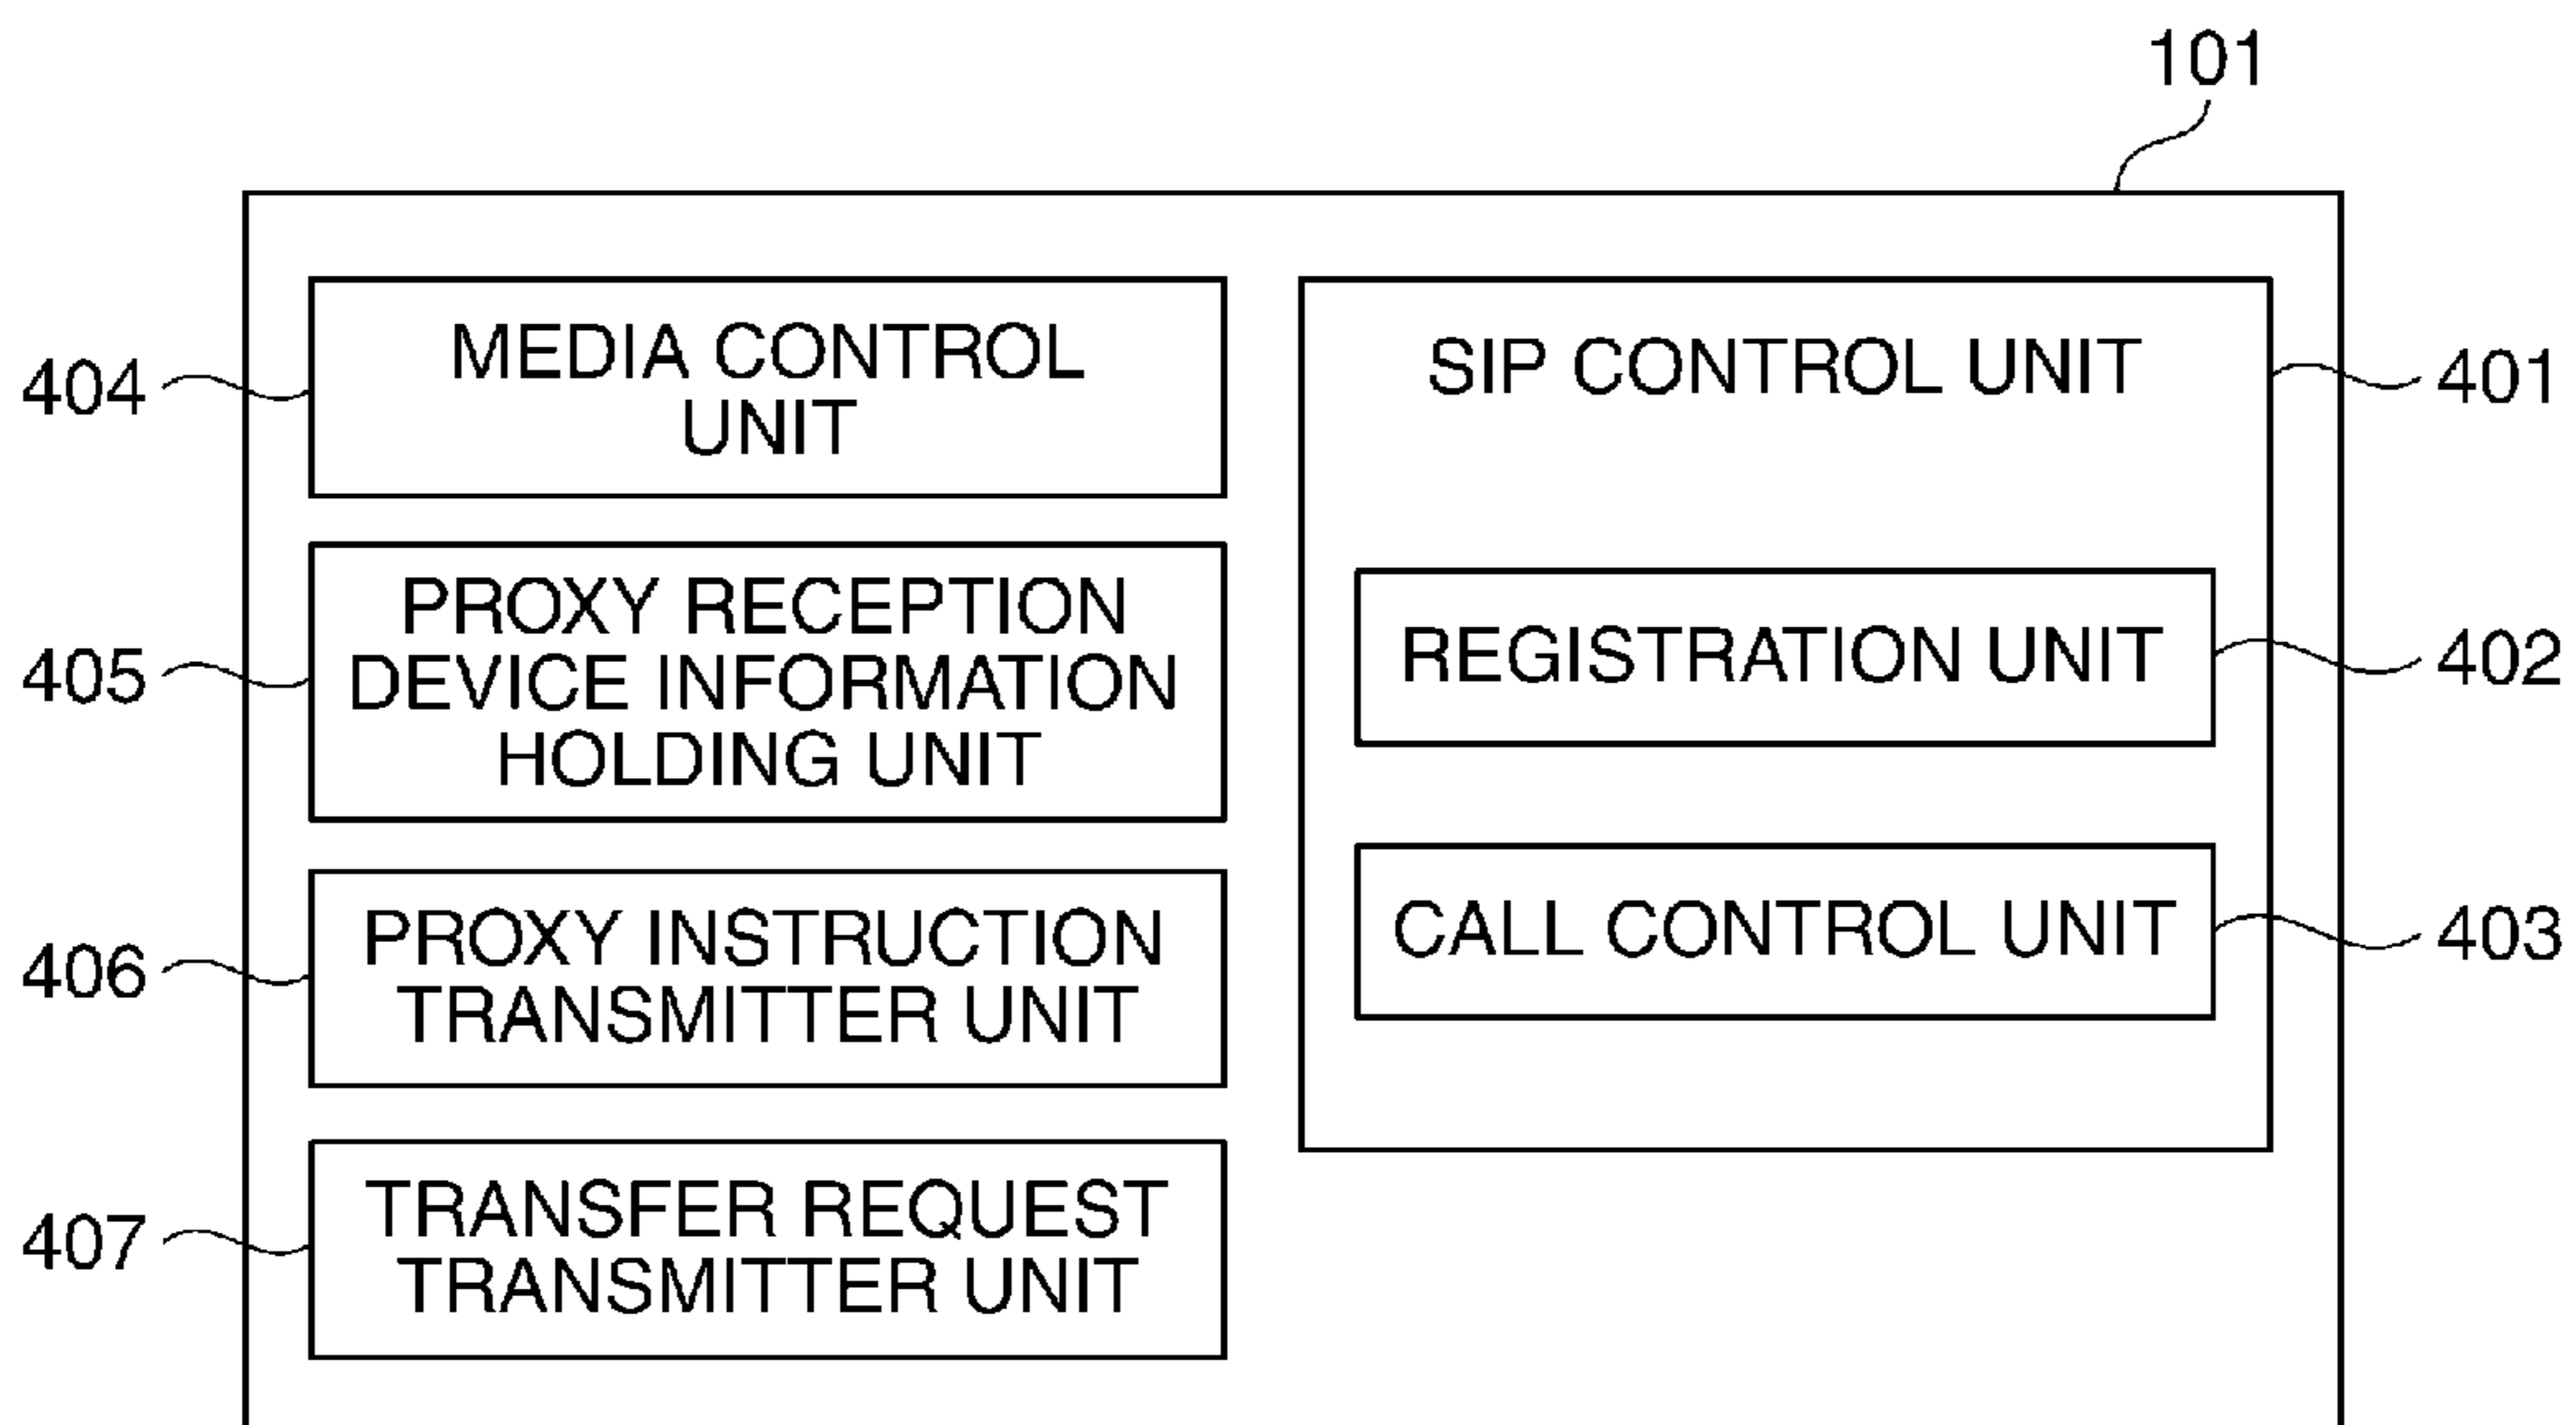 101
404
MEDIA CONTROL
UNIT
405
PROXY RECEPTION
DEVICE INFORMATION
HOLDING UNIT
406
PROXY INSTRUCTION
TRANSMITTER UNIT
407
TRANSFER REQUEST
TRANSMITTER UNIT
SIP CONTROL UNIT
401
REGISTRATION UNIT
402
CALL CONTROL UNIT
403